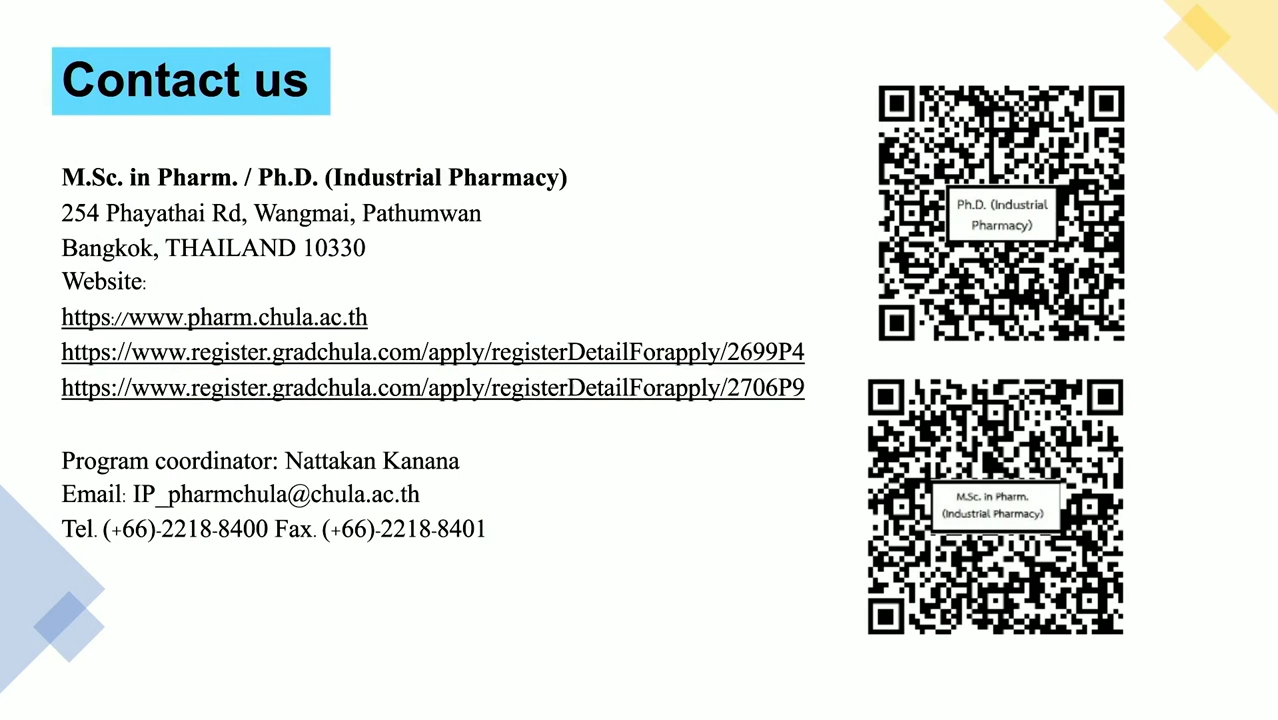 Contact us
M.Sc. in Pharm. / Ph.D. (Industrial Pharmacy)
254 Phayathai Rd, Wangmai, Pathumwan
Bangkok, THAILAND 10330
Website:
https://www.pharm.chula.ac.th
https://www.register.gradchula.com/apply/registerDetailForapply/2699P4
https://www.register.gradchula.com/apply/registerDetailForapply/2706P9
Program coordinator: Nattakan Kanana
Email: IP_pharmchula@chula.ac.th
Tel. (+66)-2218-8400 Fax. (+66)-2218-8401
Ph.D. (Industrial
Pharmacy)
M.Sc. in Pharm.
(Industrial Pharmacy)